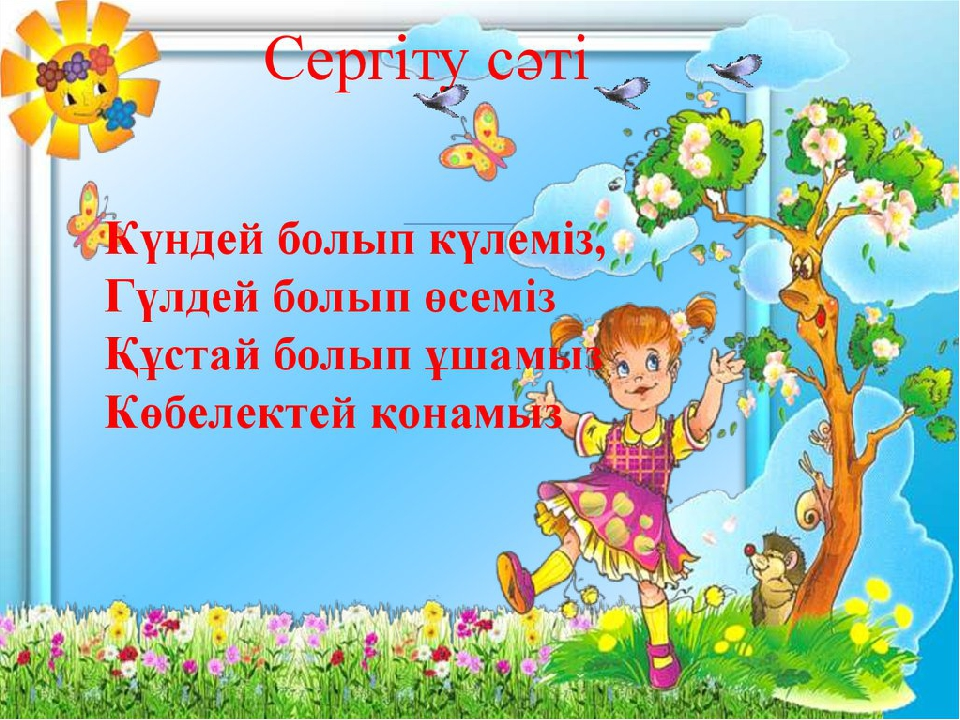 Сергіту сәті
Күндей болып күлеміз,
Гүлдей болып өсеміз
Құстай болып ұшамыз
Көбелектей қонамыз